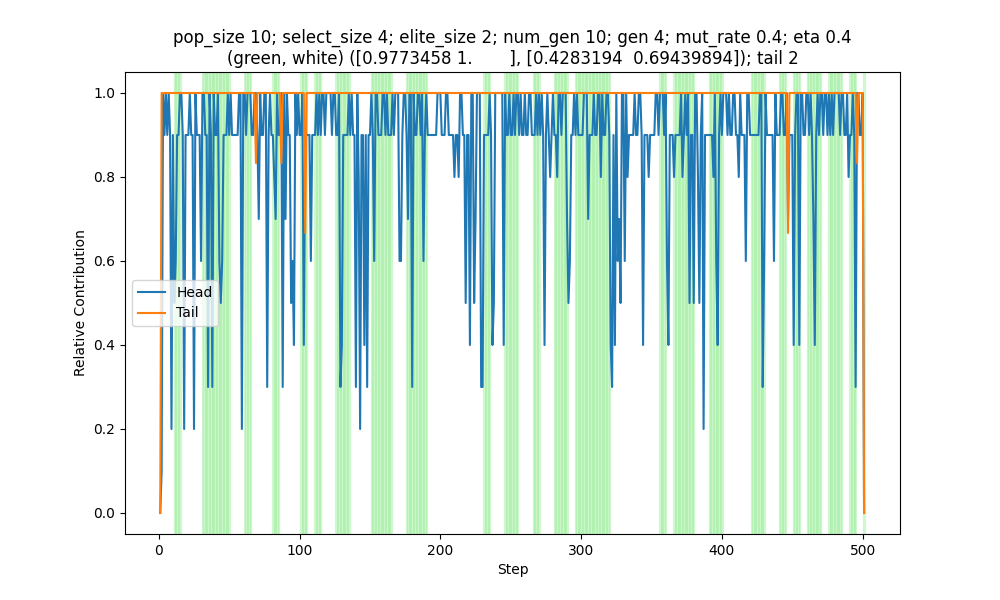 pop_size 10; select_size 4; elite_size 2; num_gen 10; gen 4; mut_rate 0.4; eta 0.4
(green, white) ([0.9773458 1.        ], [0.4283194  0.69439894]); tail 2
1.0
0.8
0.6
0.4
0.2
0.0
Relative Contribution
Head
Tail
0
100
200
300
400
500
Step